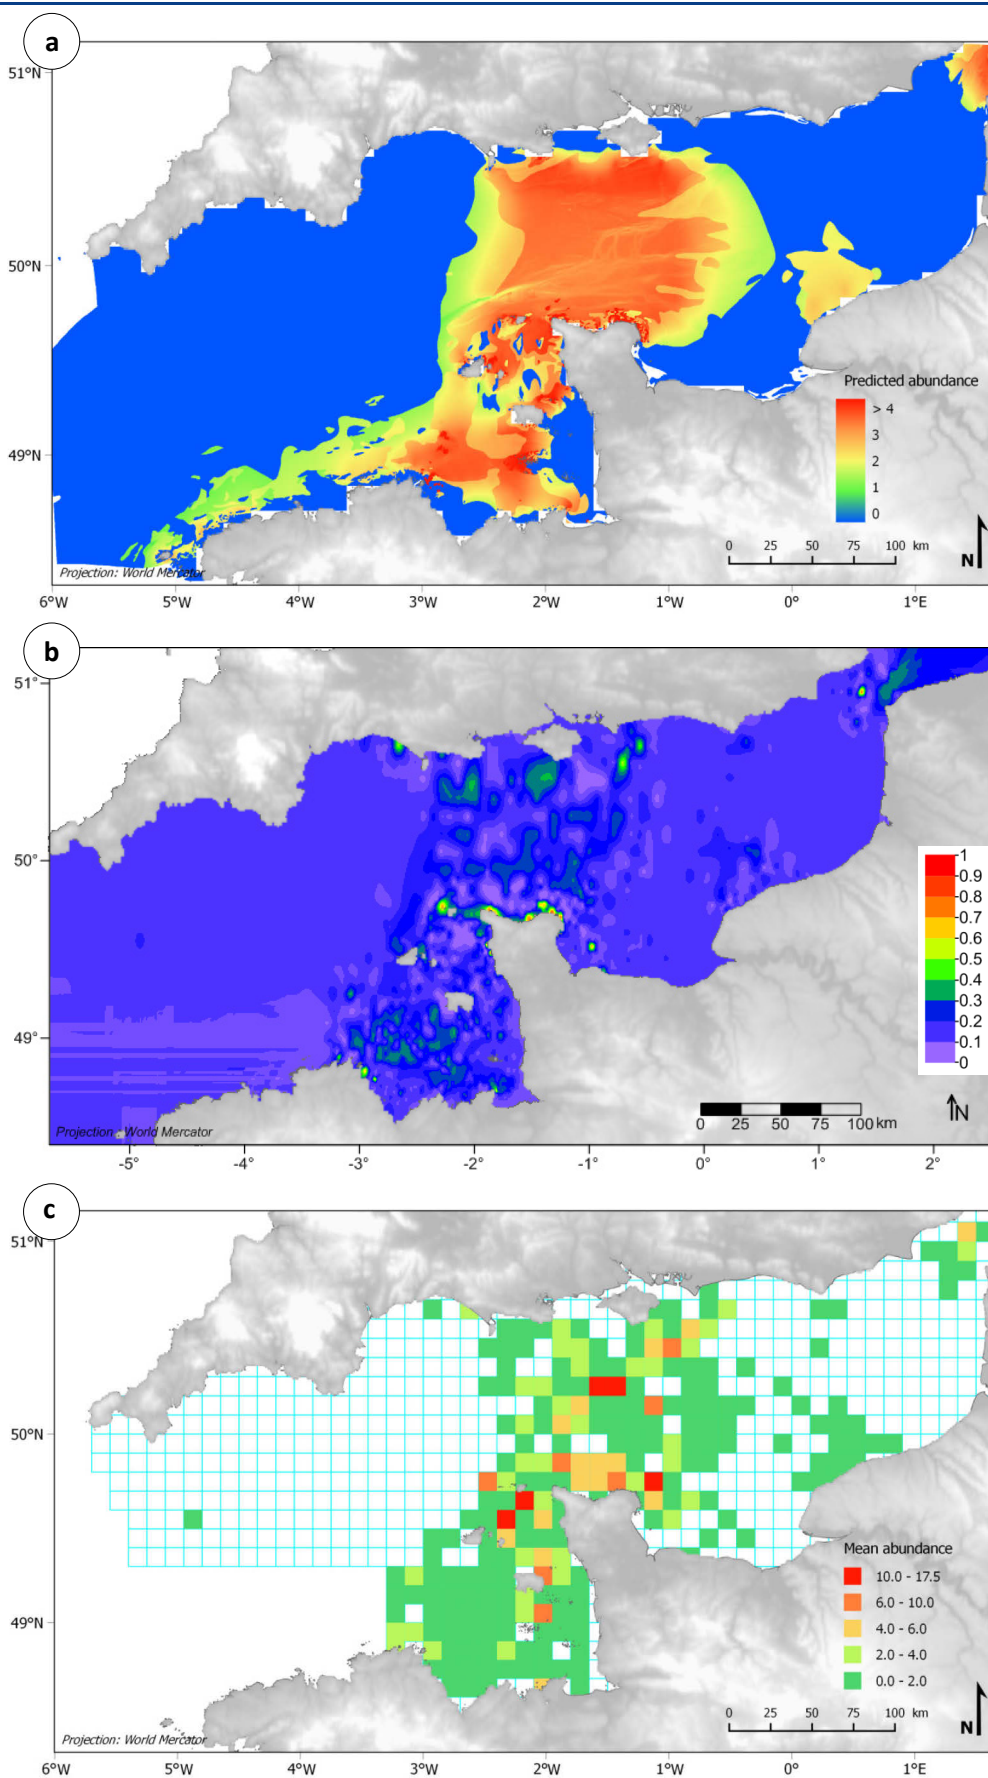 a
51°N
50°N
49°N
Predicted abundance
> 4
3
2
1
0
0 25 50 75 100 km
N
Projection: World Mercator
6°W 5°W 4°W 3°W 2°W 1°W 0° 1°E
b
51°
50°
49°
1
0.9
0.8
0.7
0.6
0.5
0.4
0.3
0.2
0.1
0
N
0 25 50 75 100 km
Projection : World Mercator
-5° -4° -3° -2° -1° 0° 1° 2°
c
51°N
50°N
49°N
Mean abundance
10.0 - 17.5
6.0 - 10.0
4.0 - 6.0
2.0 - 4.0
0.0 - 2.0
0 25 50 75 100 km
N
Projection: World Mercator
6°W 5°W 4°W 3°W 2°W 1°W 0° 1°E